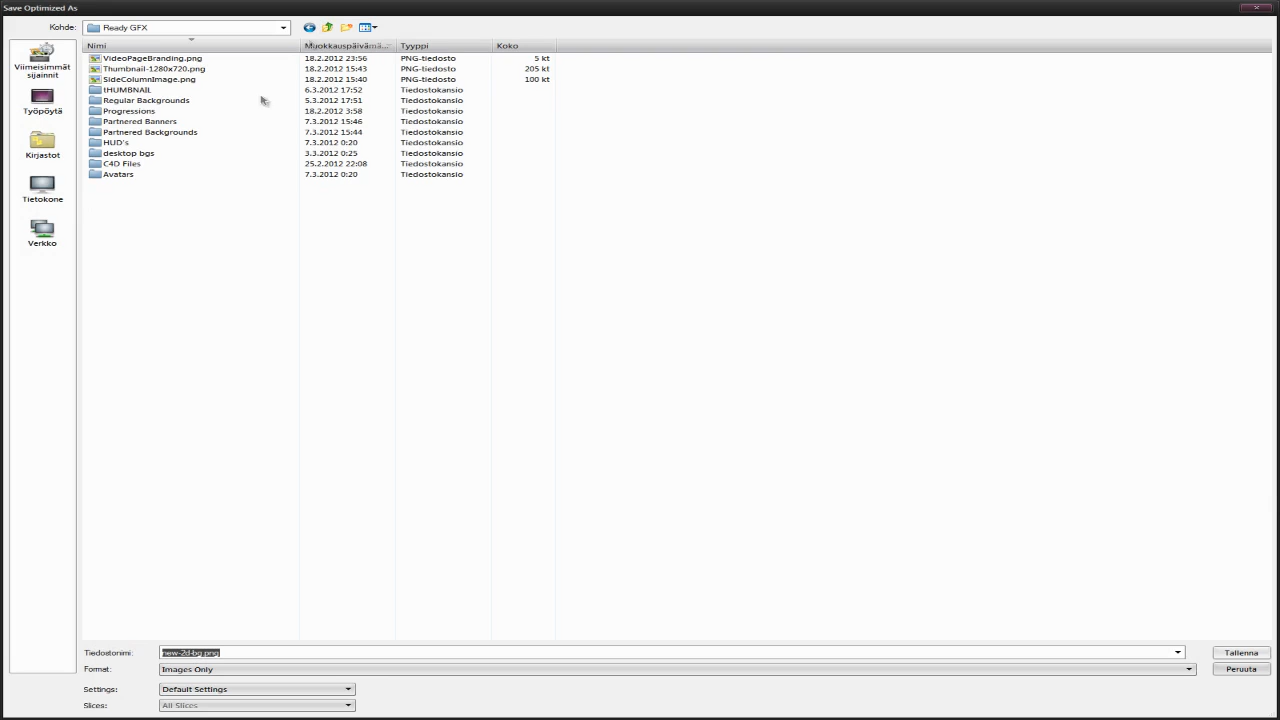 Save Optimized As
Kohde: Ready GFX
Viimeisimmät sijainnit
Työpöytä
Kirjastot
Tietokone
Verkko
Nimi Muokkauspäivämä... Tyyppi Koko
VideoPageBranding.png 18.2.2012 23:56 PNG-tiedosto 5 kt
Thumbnail-1280x720.png 18.2.2012 15:43 PNG-tiedosto 205 kt
SideColumnImage.png 18.2.2012 15:40 PNG-tiedosto 100 kt
tHUMBNAIL 6.3.2012 17:52 Tiedostokansio
Regular Backgrounds 5.3.2012 17:51 Tiedostokansio
Progressions 18.2.2012 3:58 Tiedostokansio
Partnered Banners 7.3.2012 15:46 Tiedostokansio
Partnered Backgrounds 7.3.2012 15:44 Tiedostokansio
HUD's 7.3.2012 0:20 Tiedostokansio
desktop bgs 3.3.2012 0:25 Tiedostokansio
C4D Files 25.2.2012 22:08 Tiedostokansio
Avatars 7.3.2012 0:20 Tiedostokansio
Tiedostonimi: new-2d-bg.png Tallenna
Format: Images Only Peruuta
Settings: Default Settings
Slices: All Slices